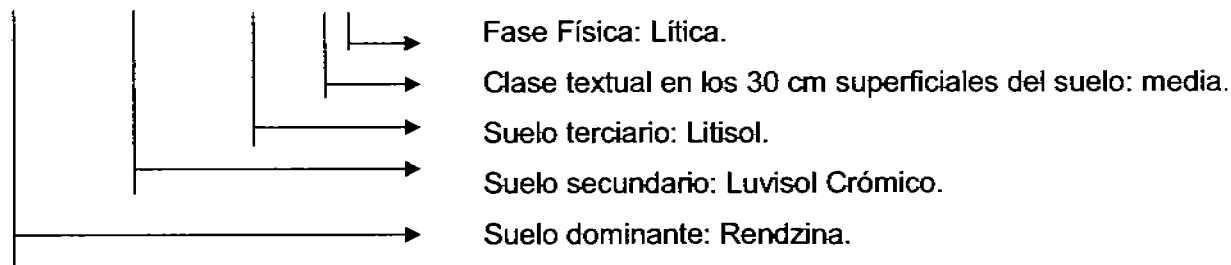 Fase Física: Lítica.
Clase textual en los 30 cm superficiales del suelo: media.
Suelo terciario: Litisol.
Suelo secundario: Luvisol Crómico.
Suelo dominante: Rendzina.